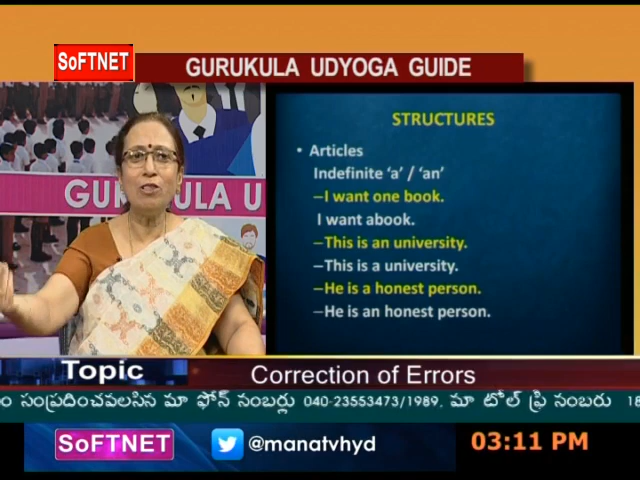 SoFTNET
GURUKULA UDYOGA GUIDE
GURUKULA U
STRUCTURES
• Articles
Indefinite ‘a’ / ‘an’
–I want one book.
I want abook.
–This is an university.
–This is a university.
–He is a honest person.
–He is an honest person.
Topic
Correction of Errors
సంప్రదించవలసిన మా ఫోన్ నంబర్లు 040-23553473/1989, మా టోల్ ఫ్రి నంబరు 18
SoFTNET
@manatvhyd
03:11 PM